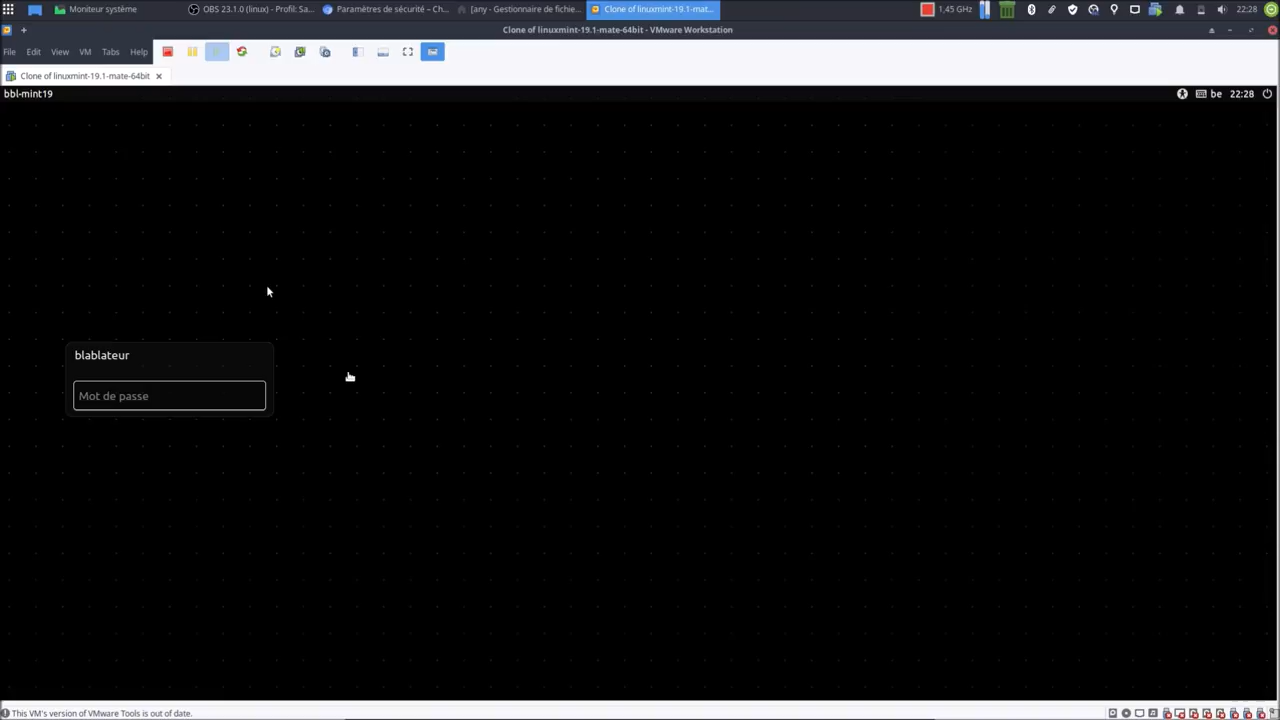 Moniteur système
OBS 23.1.0 (linux) - Profil: Sa...
Paramètres de sécurité – Ch...
[any - Gestionnaire de fichie...
Clone of linuxmint-19.1-mat...
1.45 GHz
22:28
Clone of linuxmint-19.1-mate-64bit - VMware Workstation
File Edit View VM Tabs Help
Clone of linuxmint-19.1-mate-64bit
bbl-mint19
be 22:28
blablateur
Mot de passe
This VM's version of VMware Tools is out of date.